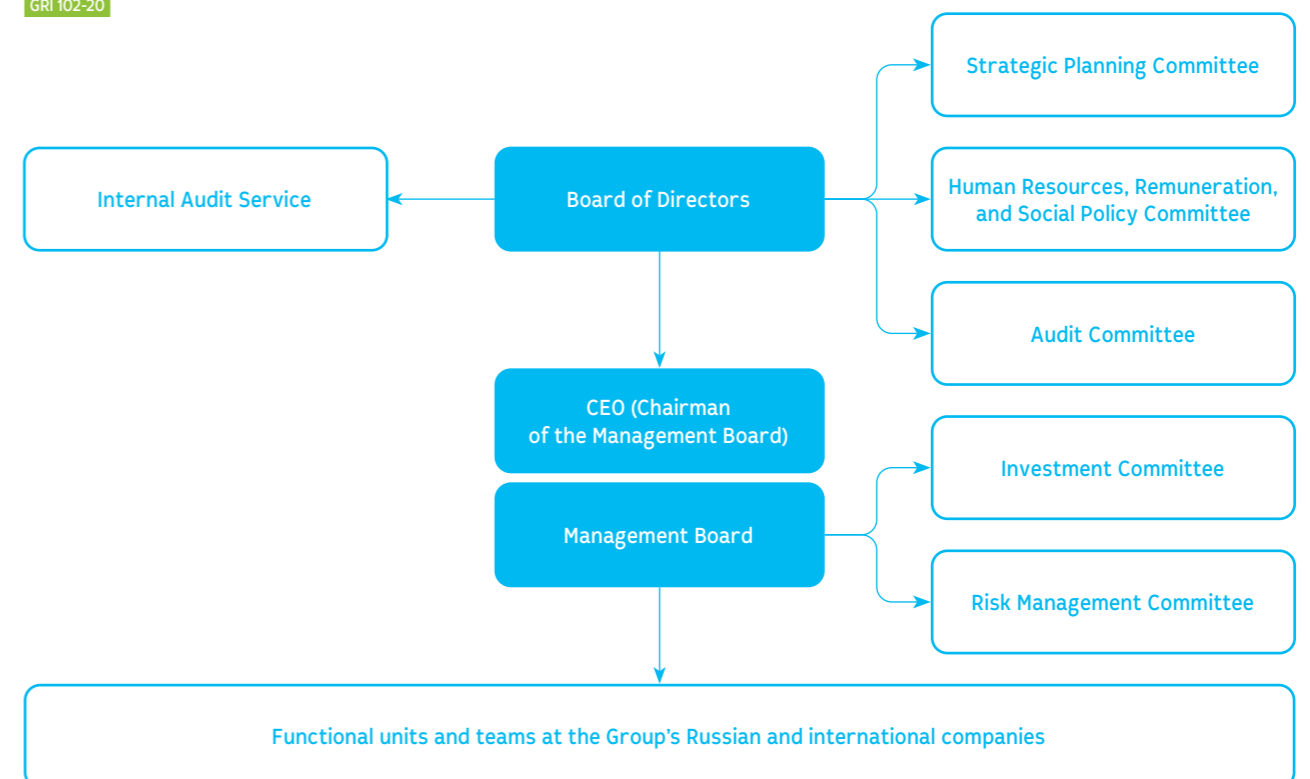 GRI 102-20
Strategic Planning Committee
Internal Audit Service
Board of Directors
Human Resources, Remuneration,
and Social Policy Committee
Audit Committee
CEO (Chairman
of the Management Board)
Investment Committee
Management Board
Risk Management Committee
Functional units and teams at the Group's Russian and international companies